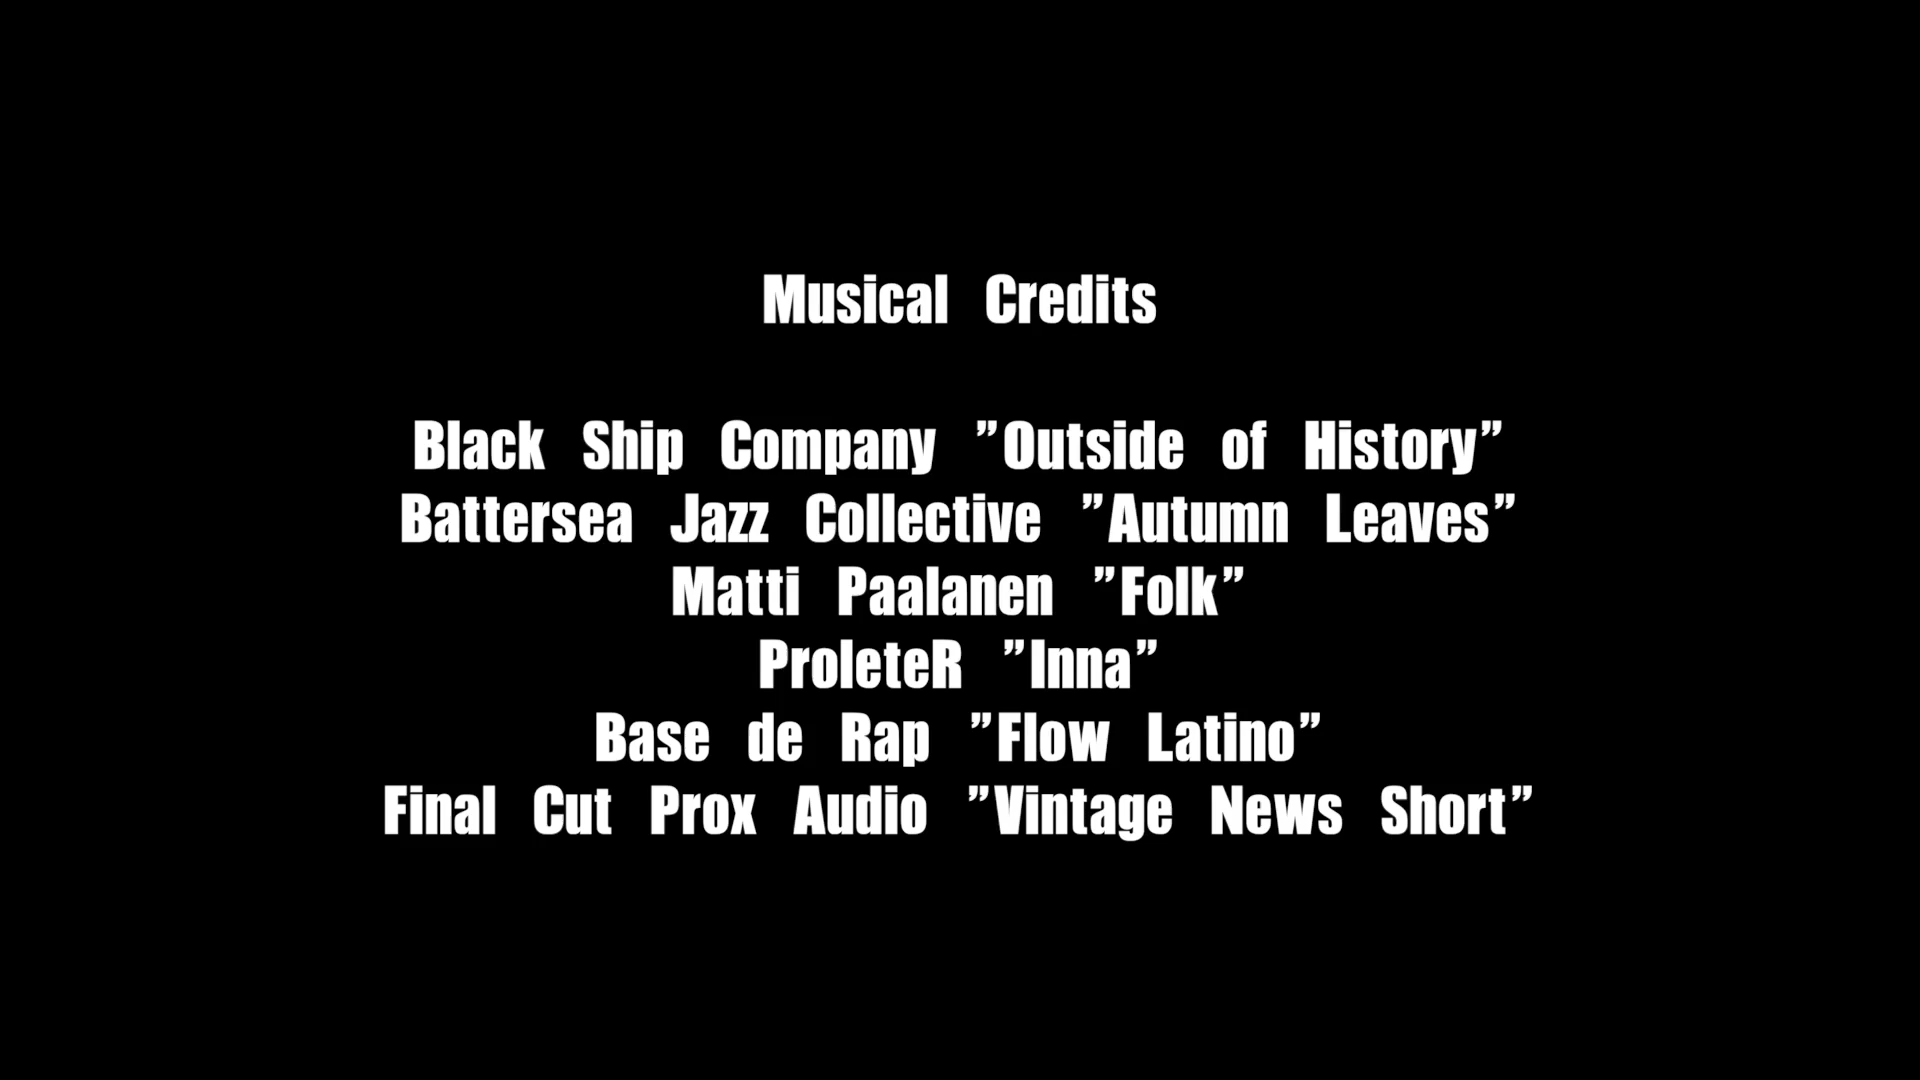 Musical Credits
Black Ship Company ”Outside of History”
Battersea Jazz Collective ”Autumn Leaves”
Matti Paalanen ”Folk”
ProleteR ”Inna”
Base de Rap ”Flow Latino”
Final Cut Prox Audio ”Vintage News Short”